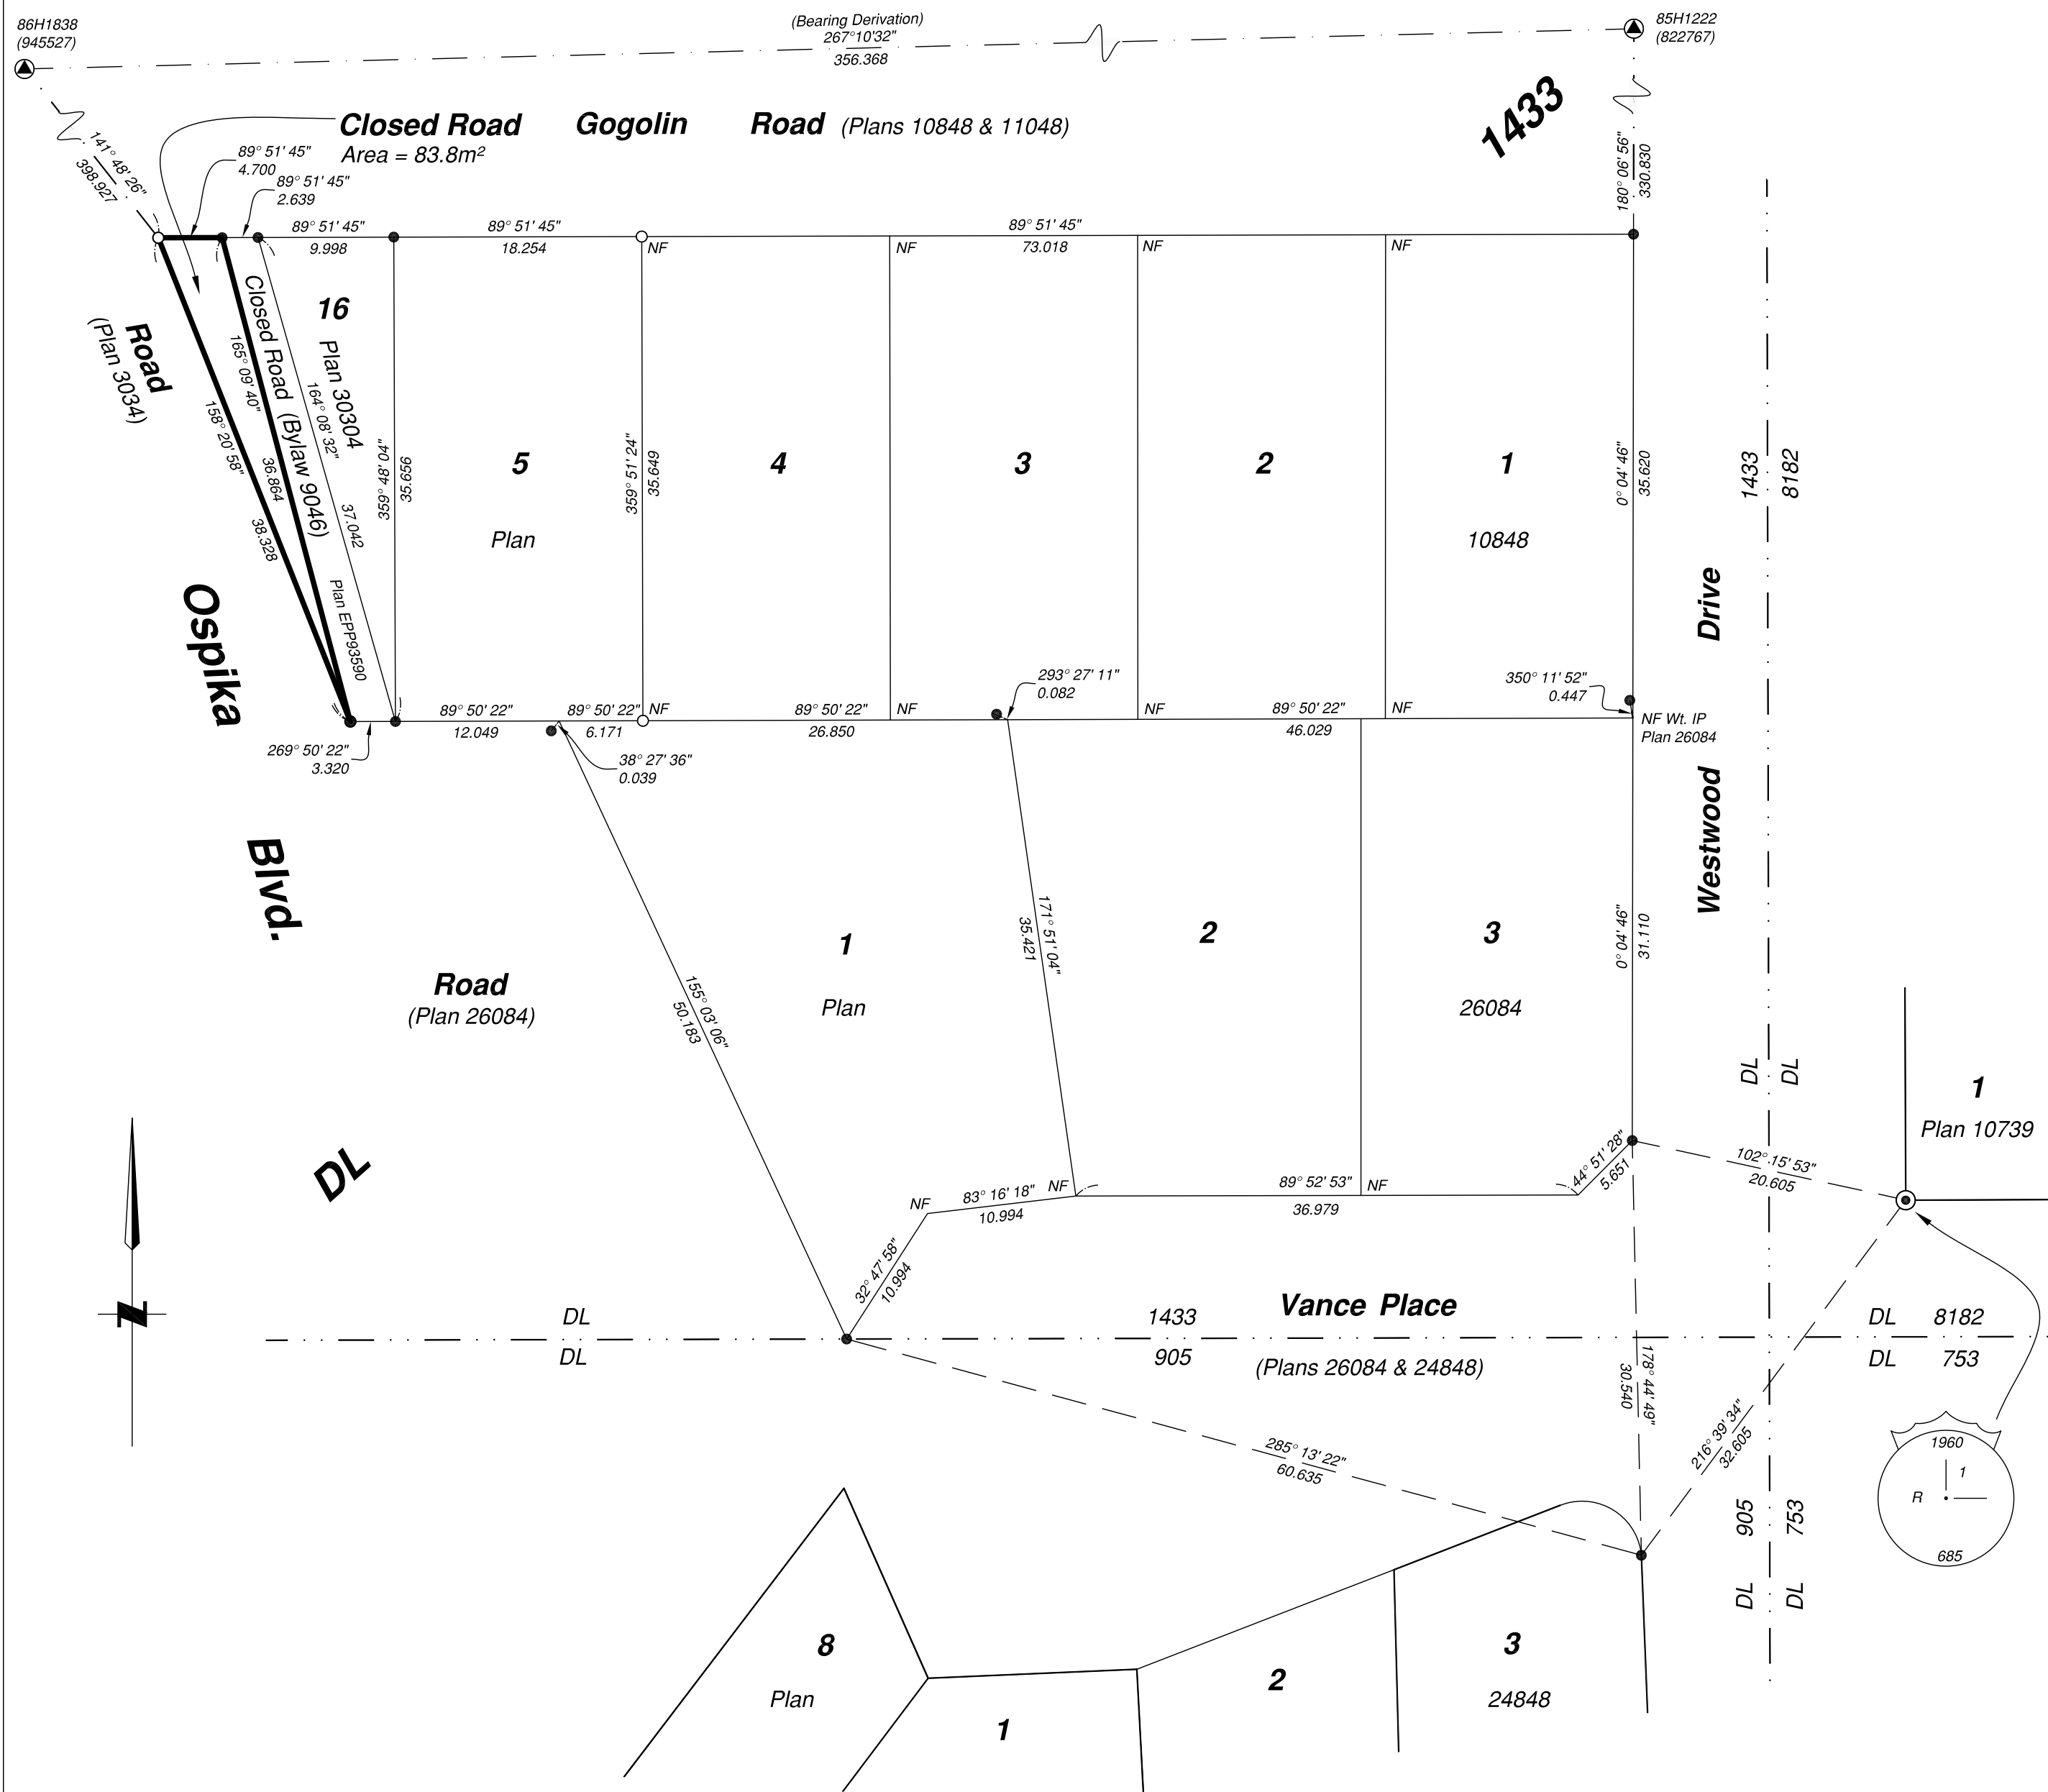 86H1838
(945527)
(Bearing Derivation)
267°10'32"
356.368
85H1222
(822767)
Closed Road Gogolin Road (Plans 10848 & 11048)
Area = 83.8m²
1433
141° 48' 26"
398.927
89° 51' 45"
4.700
89° 51' 45"
2.639
180° 06' 56"
330.830
89° 51' 45"
9.998
89° 51' 45"
18.254
89° 51' 45"
73.018
NF
NF
NF
NF
Road
(Plan 3034)
16
Plan 30304
Closed Road (Bylaw 9046)
Plan EPP93590
165° 09' 40"
36.864
158° 20' 58"
38.328
164° 08' 32"
37.042
359° 48' 04"
35.656
359° 51' 24"
35.649
0° 04' 46"
35.620
5
4
3
2
1
Plan
10848
1433
8182
Westwood Drive
Ospika Blvd.
269° 50' 22"
3.320
89° 50' 22"
12.049
89° 50' 22"
6.171
38° 27' 36"
0.039
NF
89° 50' 22"
26.850
NF
293° 27' 11"
0.082
NF
89° 50' 22"
46.029
NF
350° 11' 52"
0.447
NF Wt. IP
Plan 26084
Road
(Plan 26084)
155° 03' 06"
50.183
1
Plan
171° 51' 04"
35.421
2
3
26084
0° 04' 46"
31.110
DL
DL
1
Plan 10739
DL
NF
83° 16' 18"
10.994
NF
89° 52' 53"
36.979
NF
44° 51' 28"
5.651
102° 15' 53"
20.605
32° 47' 58"
10.994
N
DL
DL
1433
905
Vance Place
(Plans 26084 & 24848)
DL 8182
DL 753
178° 44' 49"
30.540
216° 39' 34"
32.605
285° 13' 22"
60.635
1960
1
R
685
905
753
DL
DL
8
Plan
1
2
3
24848